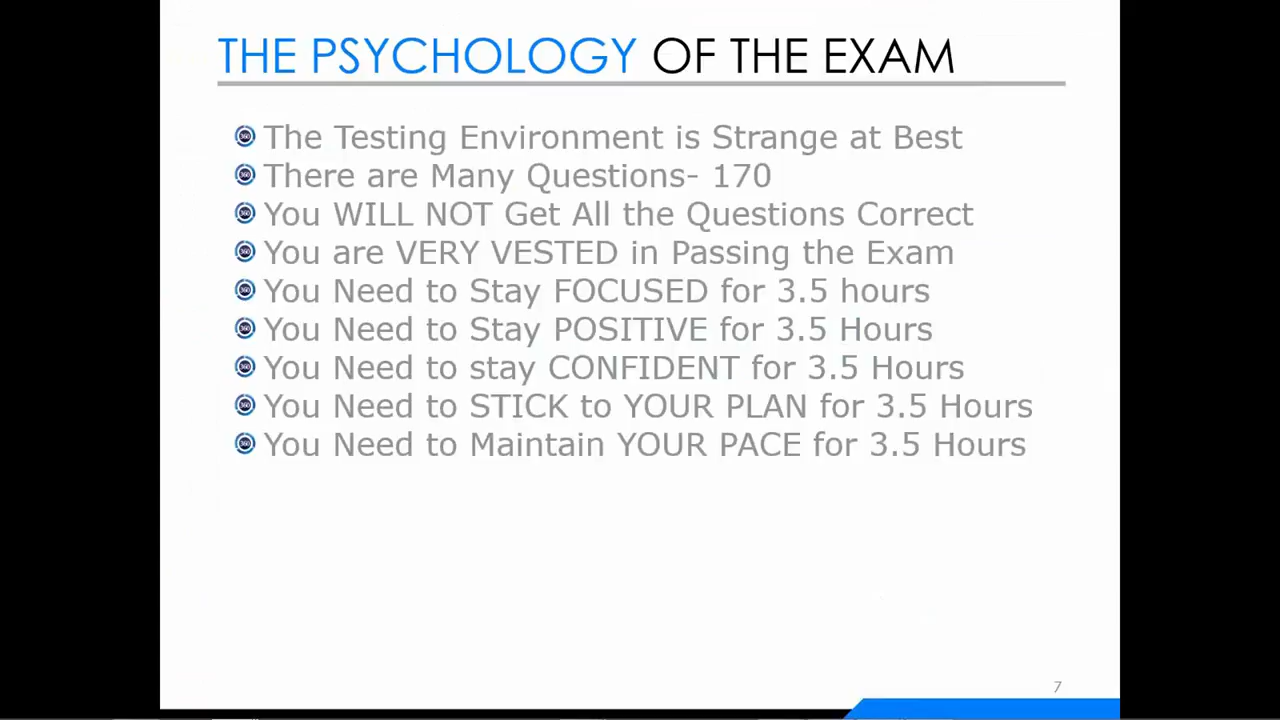 THE PSYCHOLOGY OF THE EXAM
The Testing Environment is Strange at Best
There are Many Questions- 170
You WILL NOT Get All the Questions Correct
You are VERY VESTED in Passing the Exam
You Need to Stay FOCUSED for 3.5 hours
You Need to Stay POSITIVE for 3.5 Hours
You Need to stay CONFIDENT for 3.5 Hours
You Need to STICK to YOUR PLAN for 3.5 Hours
You Need to Maintain YOUR PACE for 3.5 Hours
7